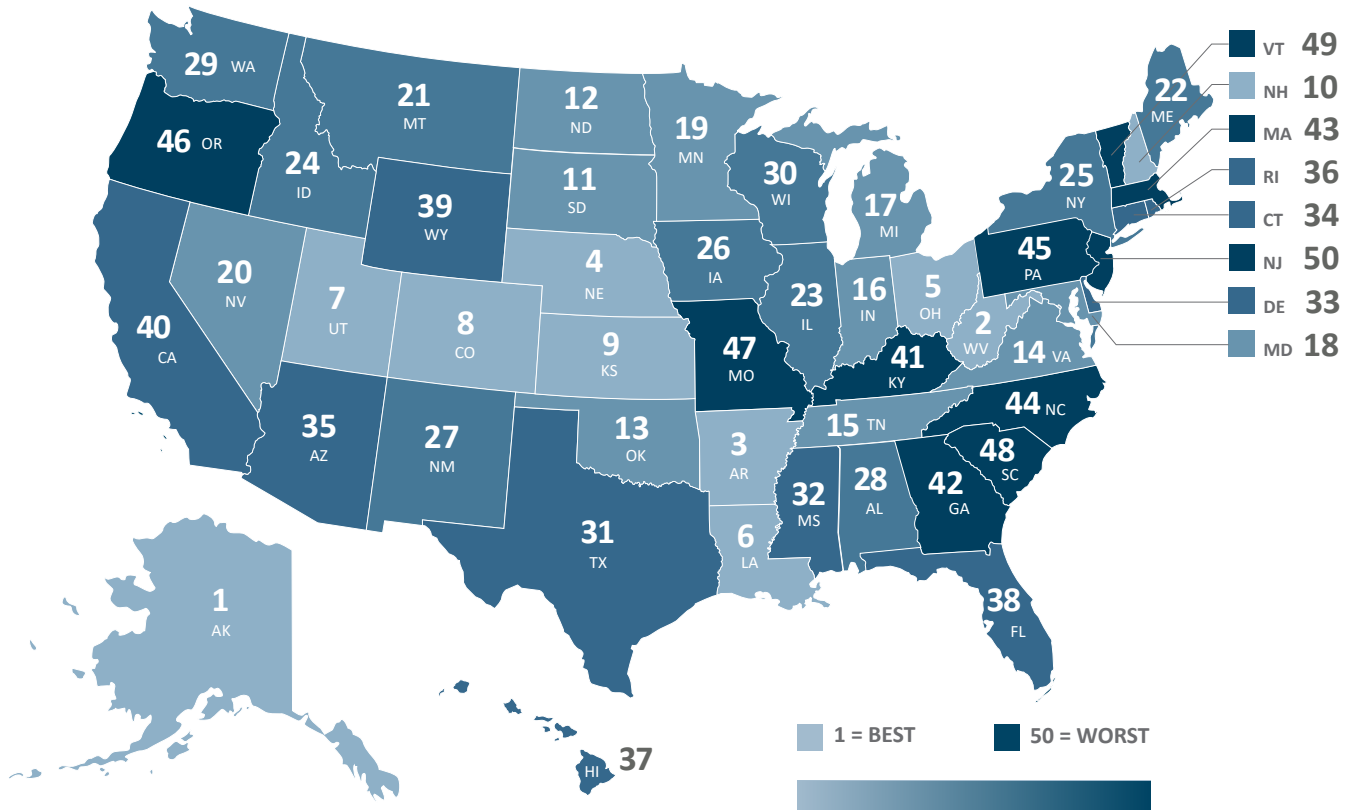 VT 49
29 WA
22
ME
NH 10
21
MT
12
ND
19
MN
MA 43
46 OR
24
ID
11
SD
30
WI
25
NY
RI 36
39
WY
17
MI
CT 34
26
IA
45
PA
NJ 50
20
NV
4
NE
23
IL
16
IN
5
OH
DE 33
7
UT
8
CO
2
WV
MD 18
40
CA
9
KS
47
MO
41
KY
14 VA
35
AZ
27
NM
13
OK
3
AR
15 TN
44 NC
48
SC
32
MS
28
AL
42
GA
31
TX
6
LA
1
AK
38
FL
HI 37
1 = BEST
50 = WORST